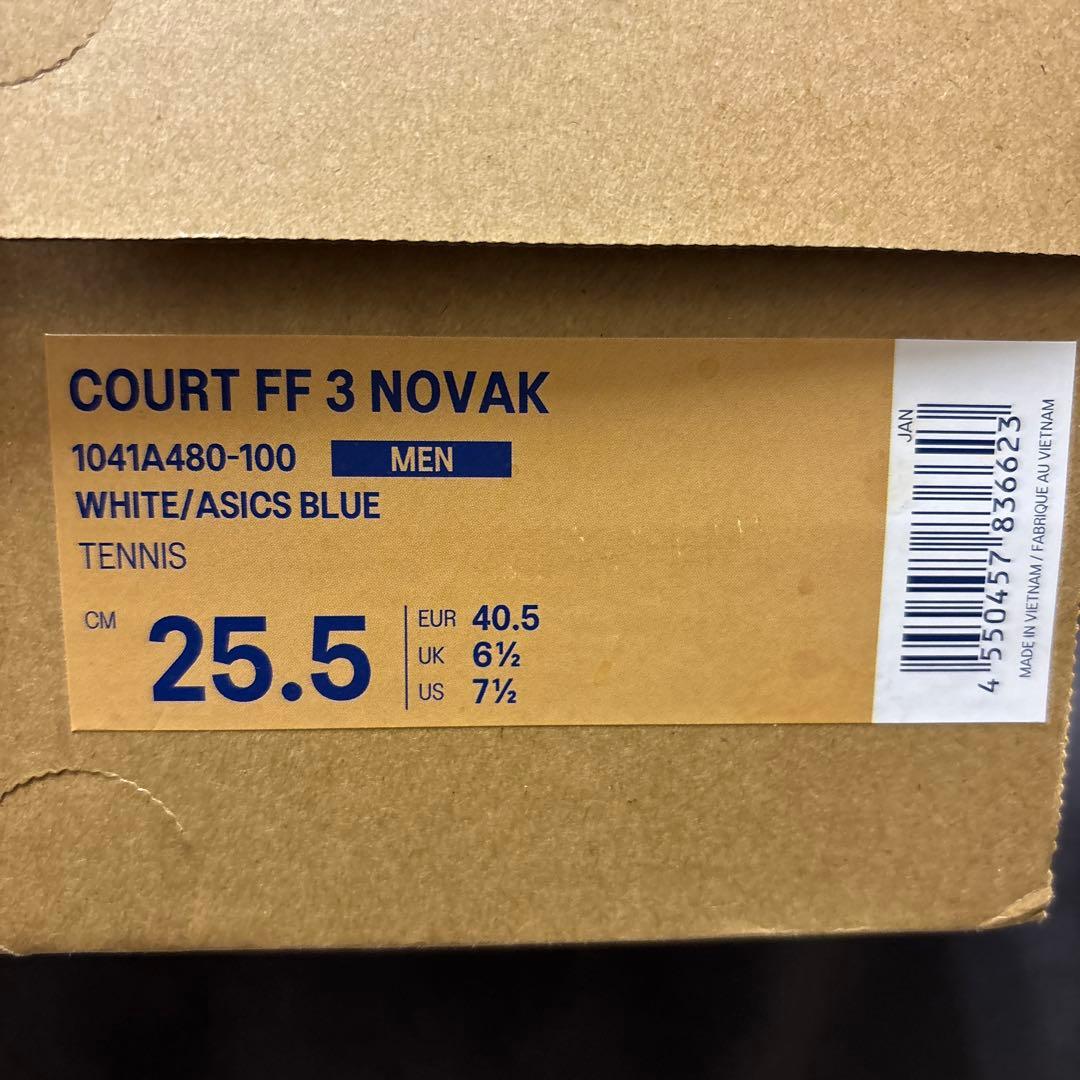 COURT FF 3 NOVAK
1041A480-100 MEN
WHITE/ASICS BLUE
TENNIS
CM 25.5
EUR 40.5
UK 6½
US 7½
JAN
4 550457 836623
MADE IN VIETNAM / FABRIQUE AU VIETNAM